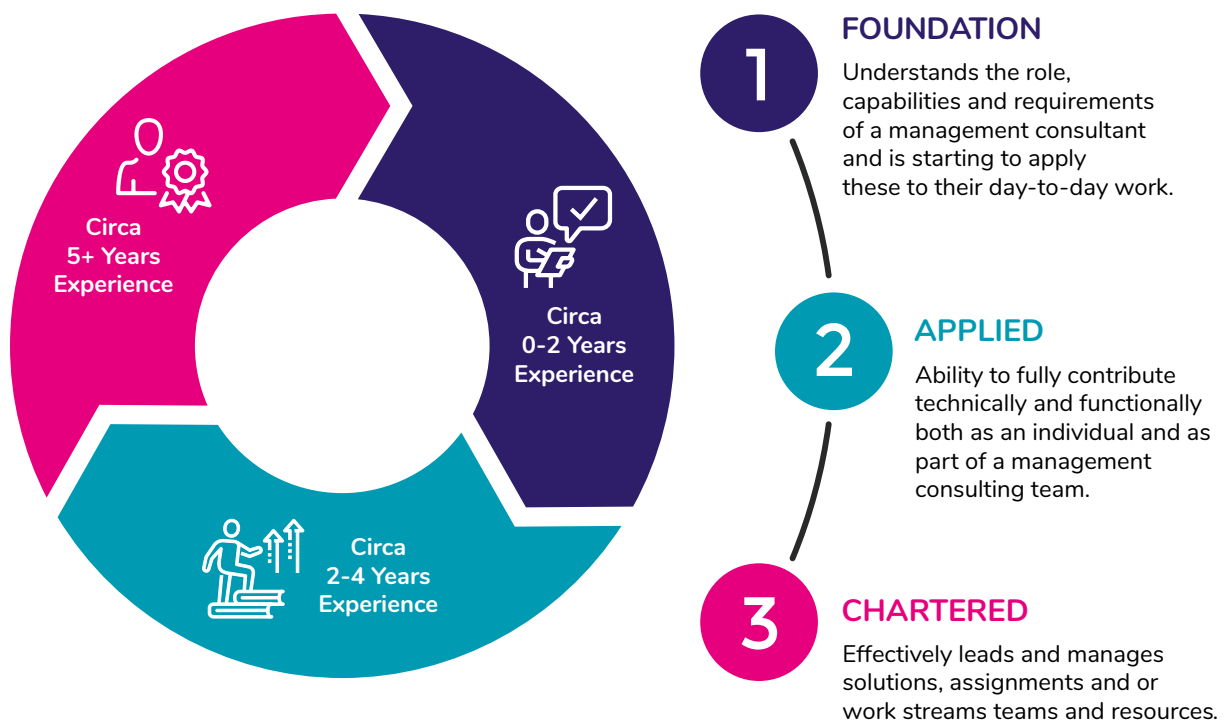 Circa
5+ Years
Experience
Circa
0-2 Years
Experience
Circa
2-4 Years
Experience
1
FOUNDATION
Understands the role,
capabilities and requirements
of a management consultant
and is starting to apply
these to their day-to-day work.
2
APPLIED
Ability to fully contribute
technically and functionally
both as an individual and as
part of a management
consulting team.
3
CHARTERED
Effectively leads and manages
solutions, assignments and or
work streams teams and resources.